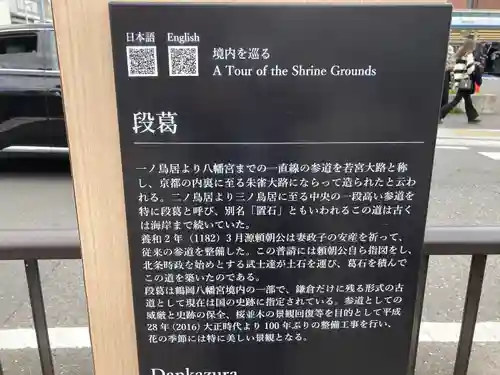 日本語 English
境内を巡る
A Tour of the Shrine Grounds
段葛
一ノ鳥居より八幡宮までの一直線の参道を若宮大路と称
し、京都の内裏に至る朱雀大路にならって造られたと云わ
れる。二ノ鳥居より三ノ鳥居に至る中央の一段高い参道を
特に段葛と呼び、別名「置石」ともいわれるこの道は古く
は海岸まで続いていた。
養和2年（1182）3月源頼朝公は妻政子の安産を祈って、
従来の参道を整備した。この普請には頼朝公自ら指図をし、
北条時政を始めとする武士達が土石を運び、葛石を積んで
この道を築いたのである。
段葛は鶴岡八幡宮境内の一部で、鎌倉だけに残る形式の古
道として現在は国の史跡に指定されている。参道としての
威厳と史跡の保全、桜並木の景観回復等を目的として平成
28年（2016）大正時代より100年ぶりの整備工事を行い、
花の季節には特に美しい景観となる。
Dankazura